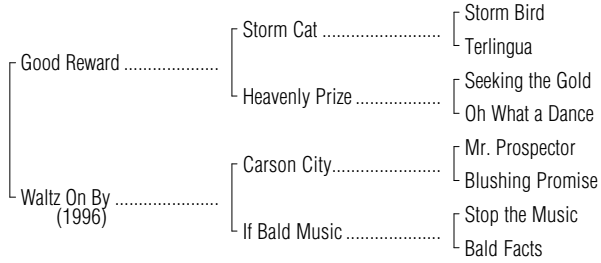 Storm Bird
Storm Cat ........................
Terlingua
Good Reward ....................
Seeking the Gold
Heavenly Prize ..................
Oh What a Dance
Mr. Prospector
Carson City.......................
Blushing Promise
Waltz On By ......................
(1996)
Stop the Music
If Bald Music ....................
Bald Facts